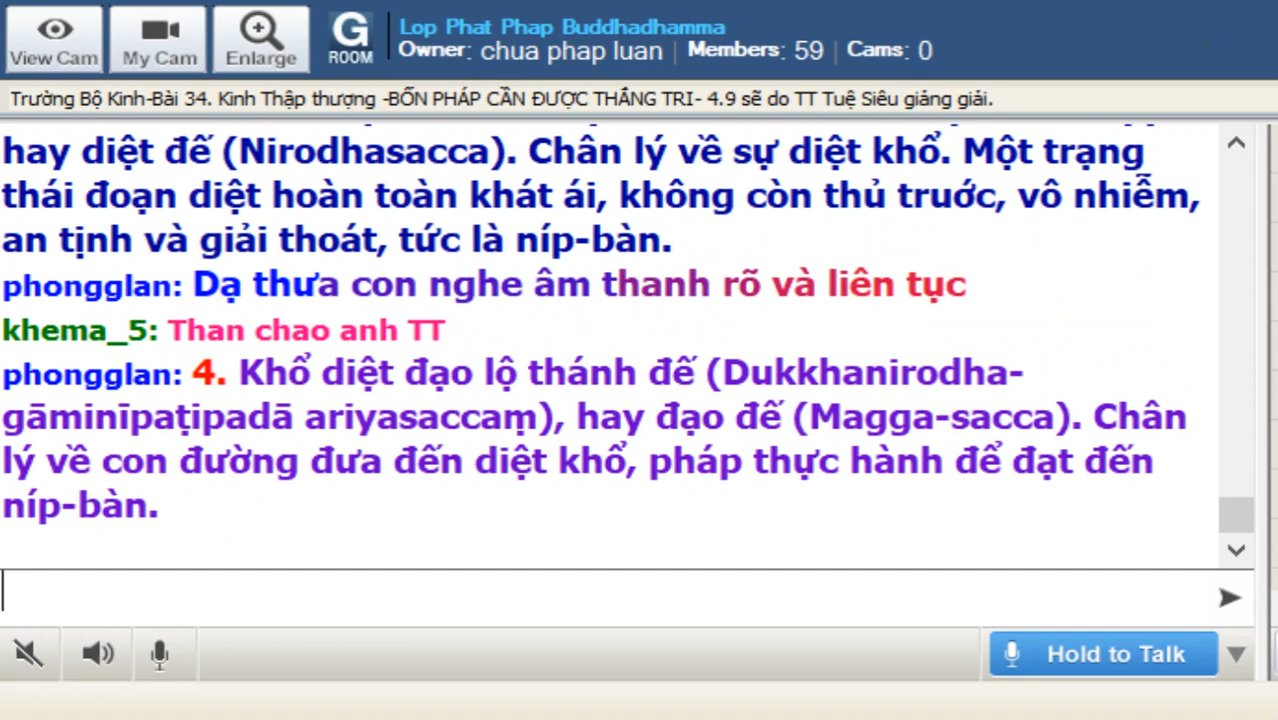 View Cam
My Cam
Enlarge
G
ROOM
Lop Phat Phap Buddhadhamma
Owner: chua phap luan | Members: 59 | Cams: 0
Trường Bộ Kinh-Bài 34. Kinh Thập thượng -BỐN PHÁP CẦN ĐƯỢC THẮNG TRI- 4.9 sẽ do TT Tuệ Siêu giảng giải.
hay diệt đế (Nirodhasacca). Chân lý về sự diệt khổ. Một trạng
thái đoạn diệt hoàn toàn khát ái, không còn thủ truớc, vô nhiễm,
an tịnh và giải thoát, tức là níp-bàn.
phongglan: Dạ thưa con nghe âm thanh rõ và liên tục
khema_5: Than chao anh TT
phongglan: 4. Khổ diệt đạo lộ thánh đế (Dukkhanirodha-
gāminīpaṭipadā ariyasaccaṃ), hay đạo đế (Magga-sacca). Chân
lý về con đường đưa đến diệt khổ, pháp thực hành để đạt đến
níp-bàn.
Hold to Talk